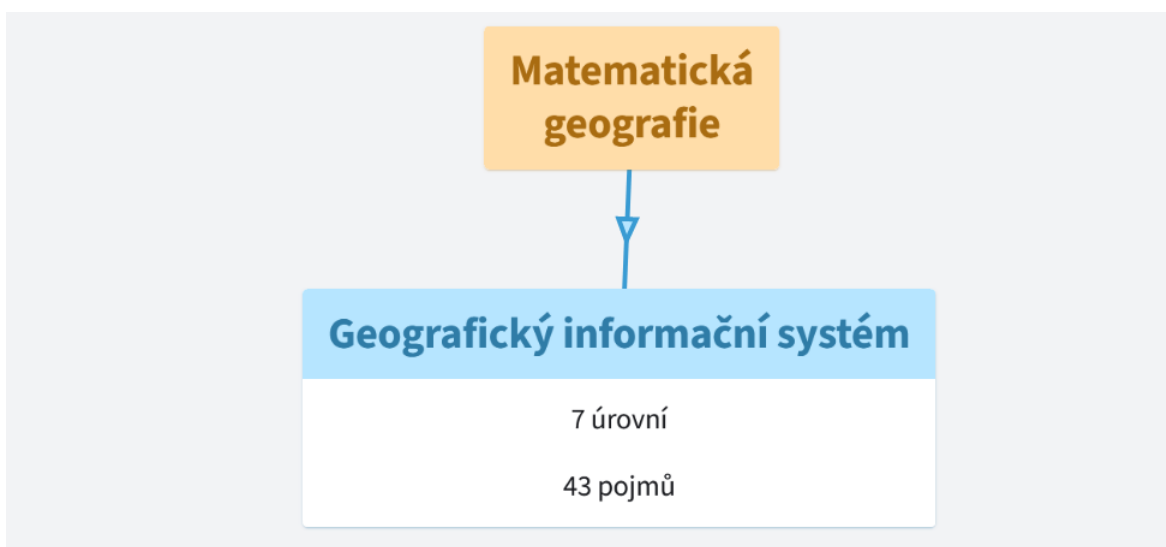 Matematická
geografie
Geografický informační systém
7 úrovní
43 pojmů